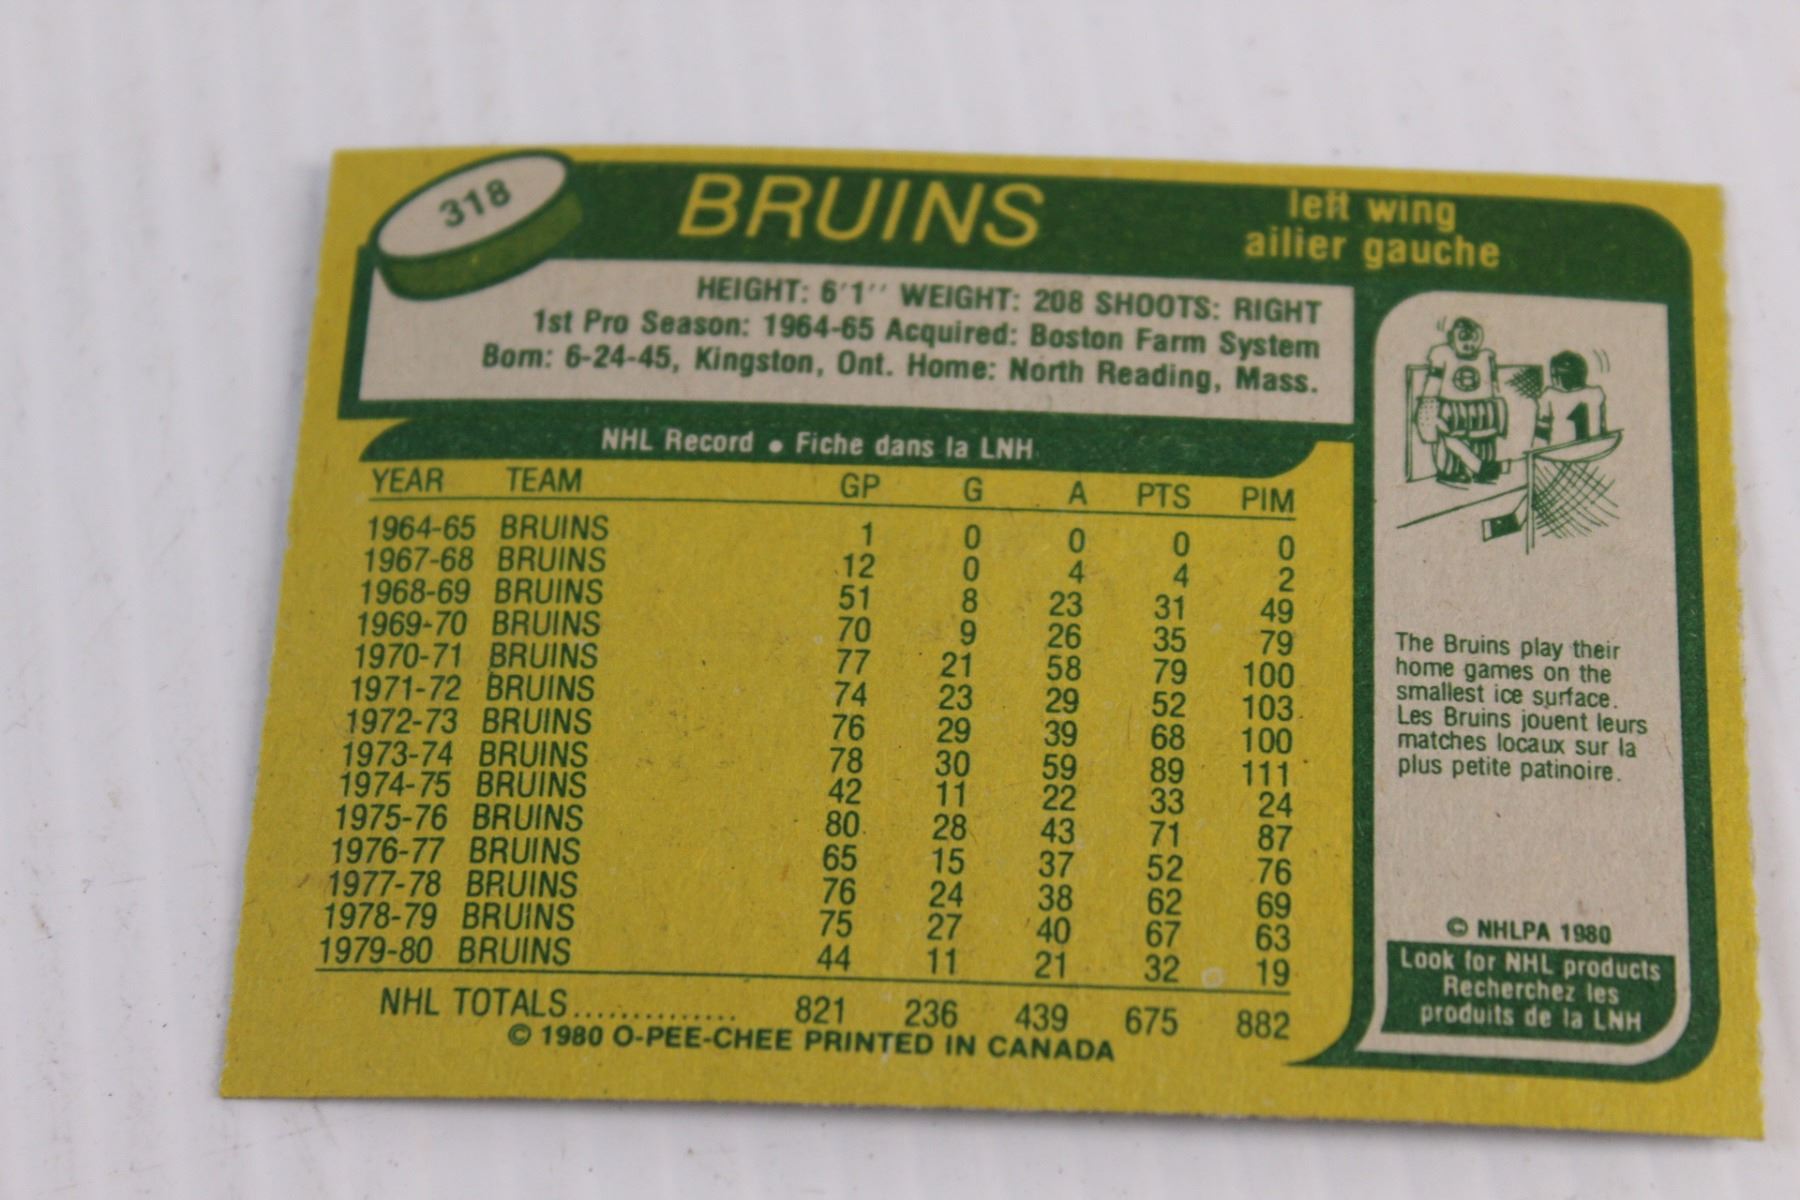 318
BRUINS
left wing
ailier gauche
HEIGHT: 6'1'' WEIGHT: 208 SHOOTS: RIGHT
1st Pro Season: 1964-65 Acquired: Boston Farm System
Born: 6-24-45, Kingston, Ont. Home: North Reading, Mass.
NHL Record • Fiche dans la LNH
YEAR TEAM GP G A PTS PIM
1964-65 BRUINS 1 0 0 0 0
1967-68 BRUINS 12 0 4 4 2
1968-69 BRUINS 51 8 23 31 49
1969-70 BRUINS 70 9 26 35 79
1970-71 BRUINS 77 21 58 79 100
1971-72 BRUINS 74 23 29 52 103
1972-73 BRUINS 76 29 39 68 100
1973-74 BRUINS 78 30 59 89 111
1974-75 BRUINS 42 11 22 33 24
1975-76 BRUINS 80 28 43 71 87
1976-77 BRUINS 65 15 37 52 76
1977-78 BRUINS 76 24 38 62 69
1978-79 BRUINS 75 27 40 67 63
1979-80 BRUINS 44 11 21 32 19
NHL TOTALS............... 821 236 439 675 882
© 1980 O-PEE-CHEE PRINTED IN CANADA
B
1
The Bruins play their
home games on the
smallest ice surface.
Les Bruins jouent leurs
matches locaux sur la
plus petite patinoire.
© NHLPA 1980
Look for NHL products
Recherchez les
produits de la LNH